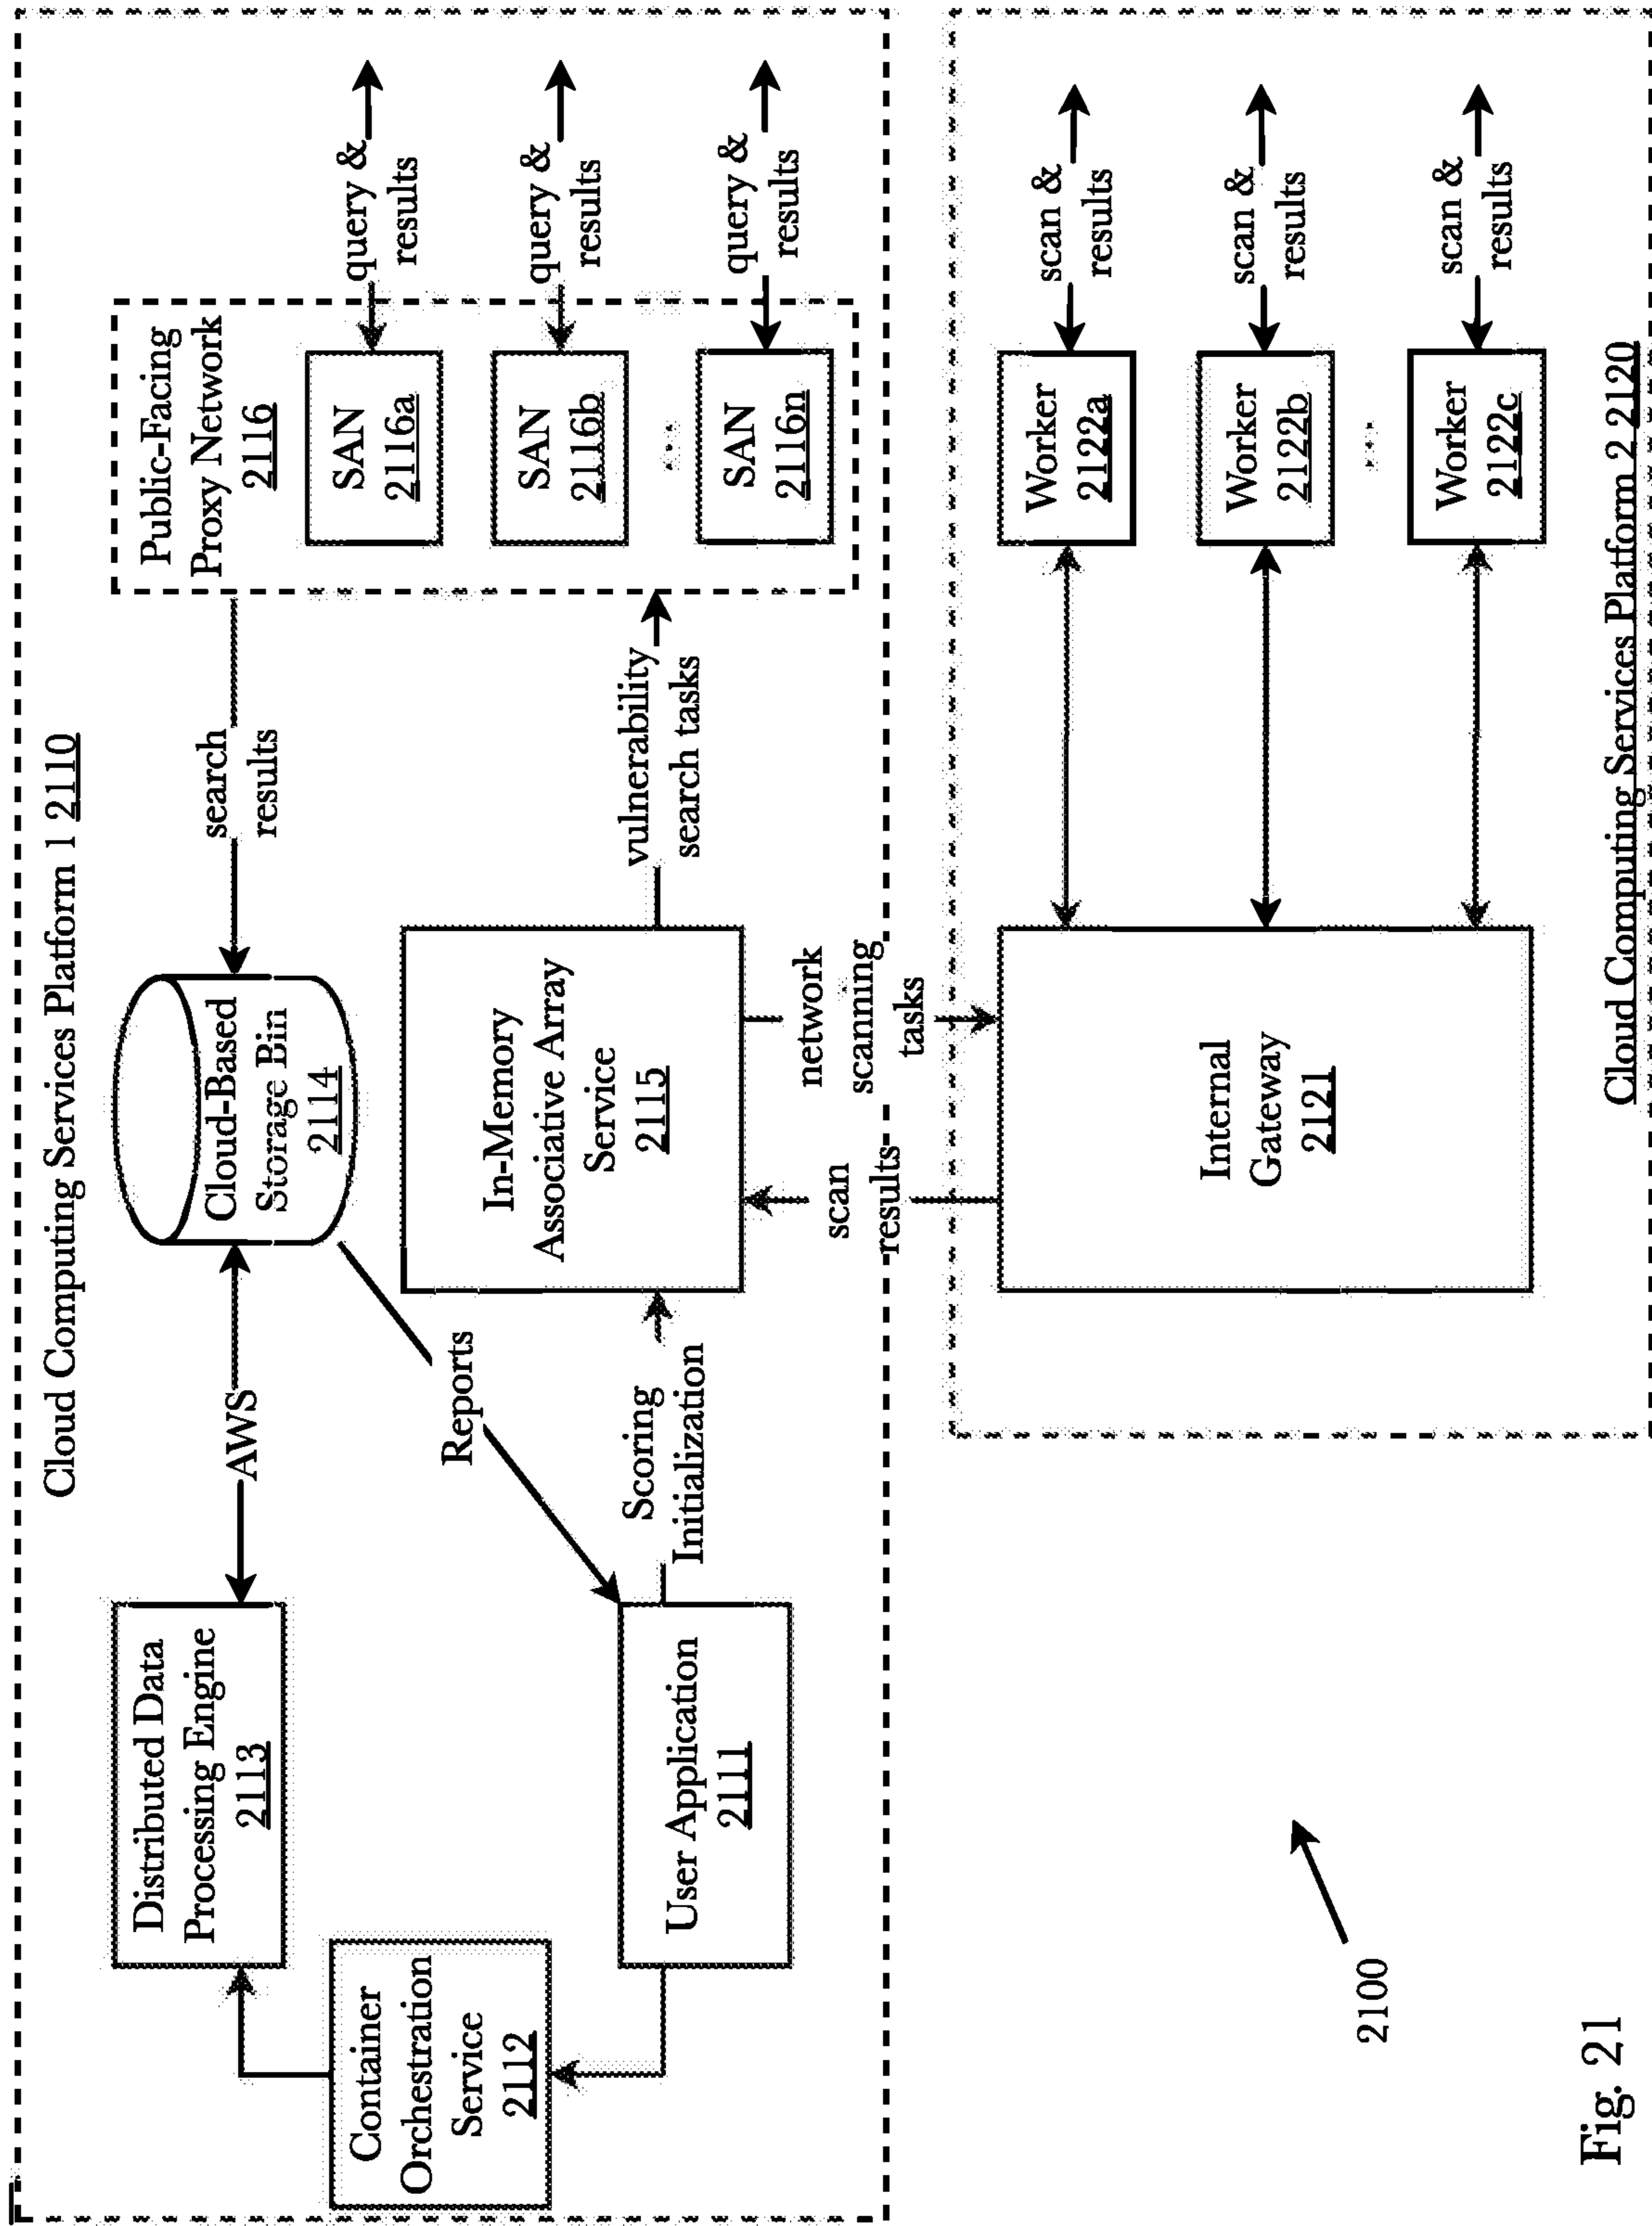 Cloud Computing Services Platform 1 2110
Distributed Data
Processing Engine
2113
AWS
Cloud-Based
Storage Bin
2114
search
results
Public-Facing
Proxy Network
2116
SAN
2116a
query &
results
SAN
2116b
query &
results
...
SAN
2116n
query &
results
Container
Orchestration
Service
2112
Reports
User Application
2111
Scoring
Initialization
In-Memory
Associative Array
Service
2115
vulnerability
search tasks
scan
results
network
scanning
tasks
Internal
Gateway
2121
Worker
2122a
scan &
results
Worker
2122b
scan &
results
...
Worker
2122c
scan &
results
Cloud Computing Services Platform 2 2120
2100
Fig. 21